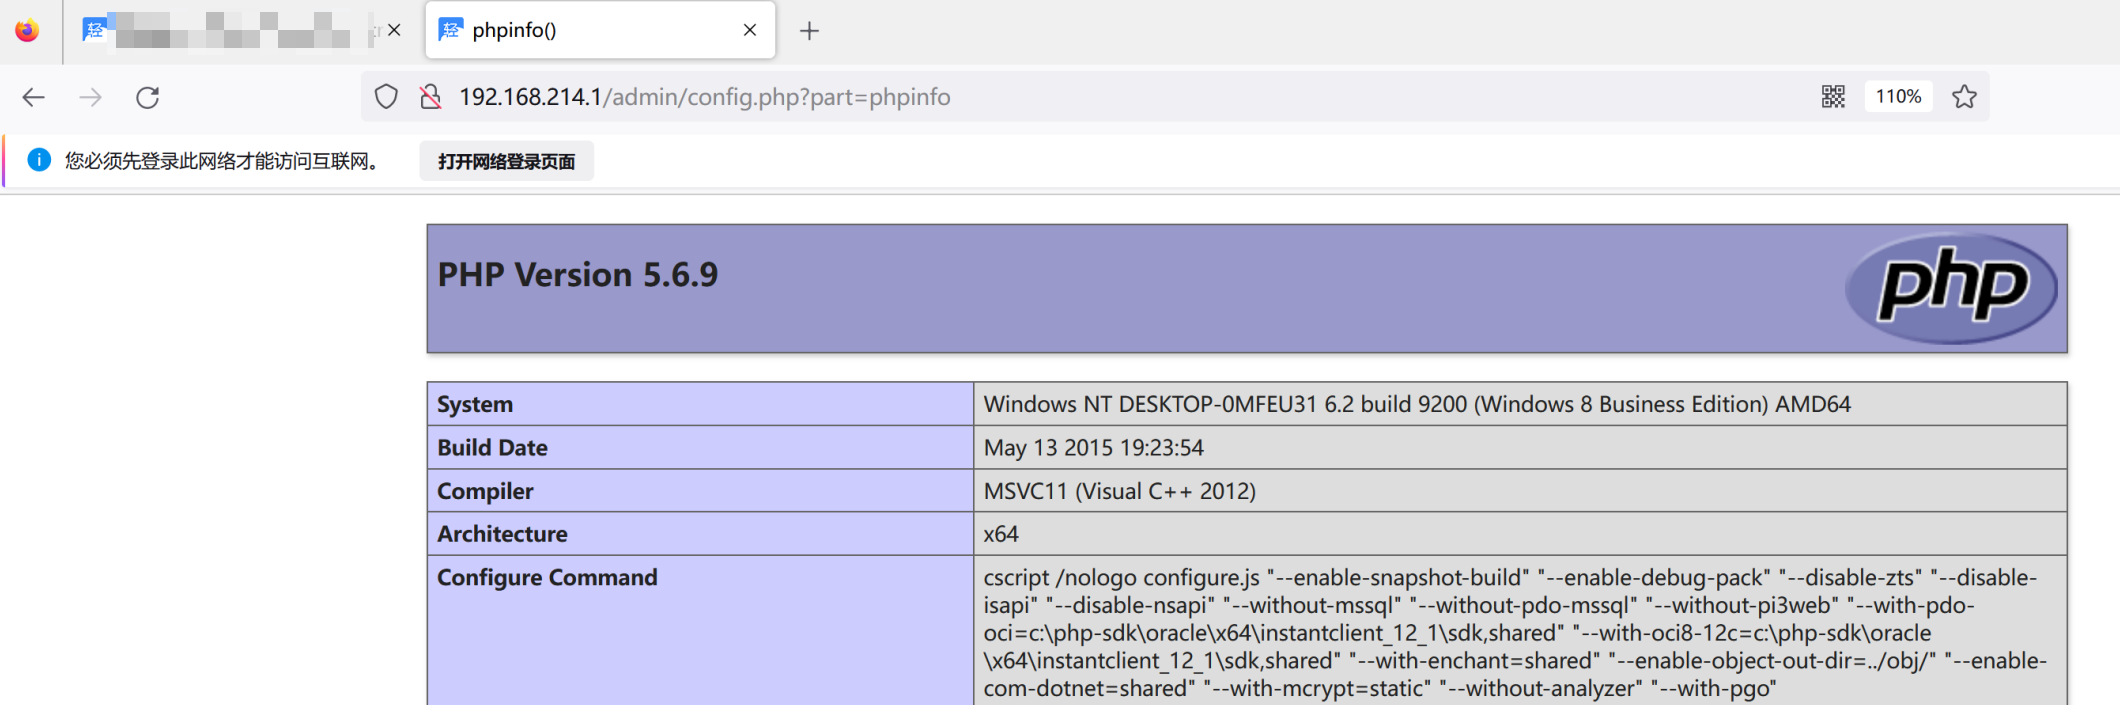 轻
轻 phpinfo()
192.168.214.1/admin/config.php?part=phpinfo 110%
您必须先登录此网络才能访问互联网。 打开网络登录页面
PHP Version 5.6.9 php
System Windows NT DESKTOP-0MFEU31 6.2 build 9200 (Windows 8 Business Edition) AMD64
Build Date May 13 2015 19:23:54
Compiler MSVC11 (Visual C++ 2012)
Architecture x64
Configure Command cscript /nologo configure.js "--enable-snapshot-build" "--enable-debug-pack" "--disable-zts" "--disable-
isapi" "--disable-nsapi" "--without-mssql" "--without-pdo-mssql" "--without-pi3web" "--with-pdo-
oci=c:\php-sdk\oracle\x64\instantclient_12_1\sdk,shared" "--with-oci8-12c=c:\php-sdk\oracle
\x64\instantclient_12_1\sdk,shared" "--with-enchant=shared" "--enable-object-out-dir=../obj/" "--enable-
com-dotnet=shared" "--with-mcrypt=static" "--without-analyzer" "--with-pgo"